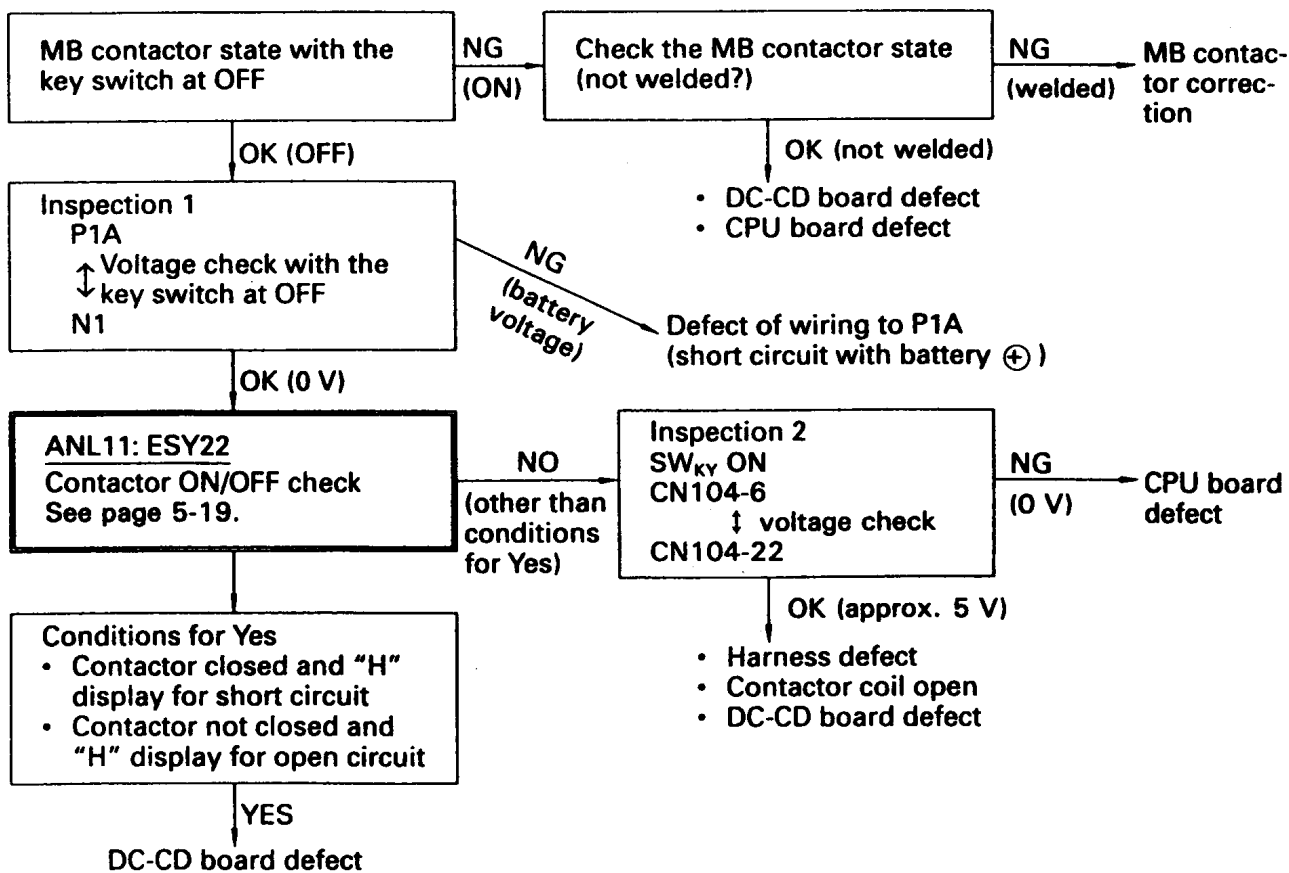 MB contactor state with the
key switch at OFF
NG
(ON)
Check the MB contactor state
(not welded?)
NG
(welded)
MB contac-
tor correc-
tion
OK (OFF)
OK (not welded)
• DC-CD board defect
• CPU board defect
Inspection 1
P1A
↕ Voltage check with the
key switch at OFF
N1
NG
(battery
voltage)
Defect of wiring to P1A
(short circuit with battery ⊕ )
OK (0 V)
ANL11: ESY22
Contactor ON/OFF check
See page 5-19.
NO
(other than
conditions
for Yes)
Inspection 2
SWKY ON
CN104-6
↕ voltage check
CN104-22
NG
(0 V)
CPU board
defect
OK (approx. 5 V)
• Harness defect
• Contactor coil open
• DC-CD board defect
Conditions for Yes
• Contactor closed and "H"
display for short circuit
• Contactor not closed and
"H" display for open circuit
YES
DC-CD board defect